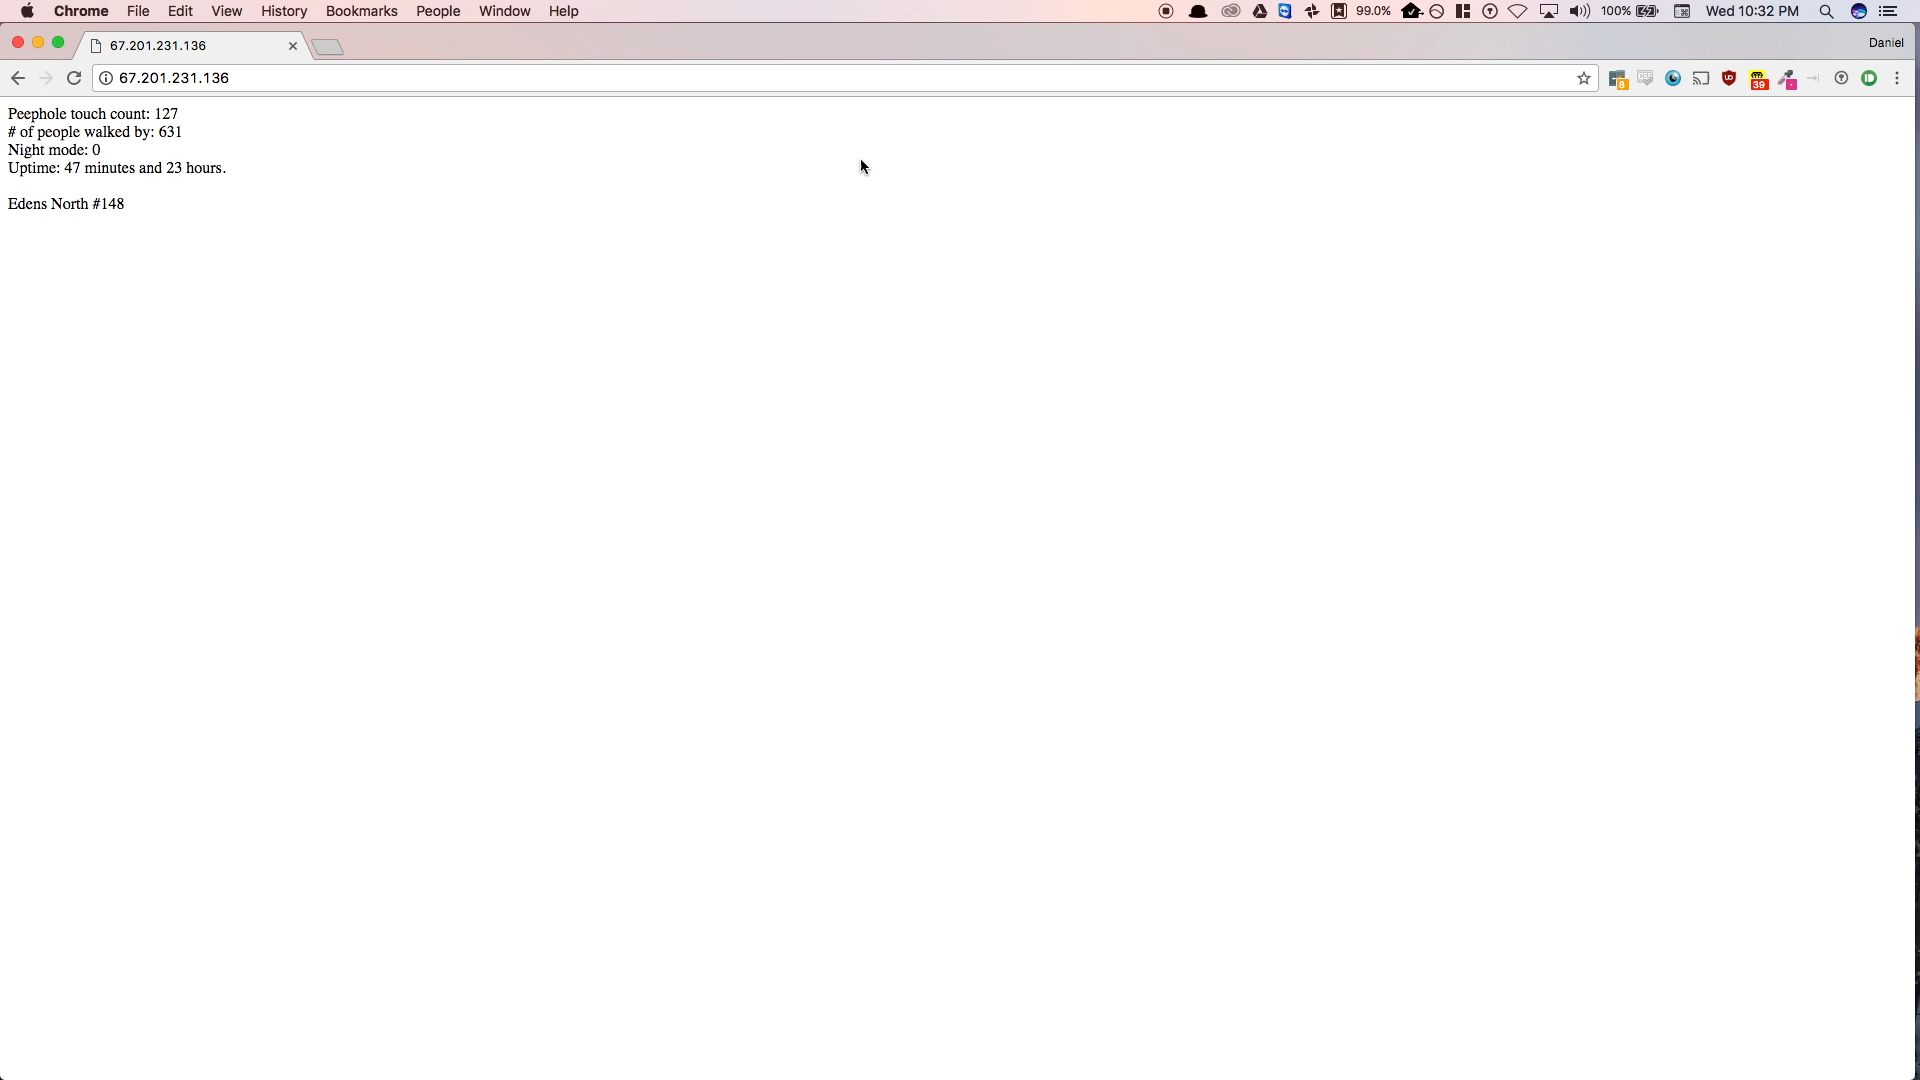 Chrome File Edit View History Bookmarks People Window Help 99.0% 100% Wed 10:32 PM
67.201.231.136 Daniel
67.201.231.136 8 39
Peephole touch count: 127
# of people walked by: 631
Night mode: 0
Uptime: 47 minutes and 23 hours.
Edens North #148